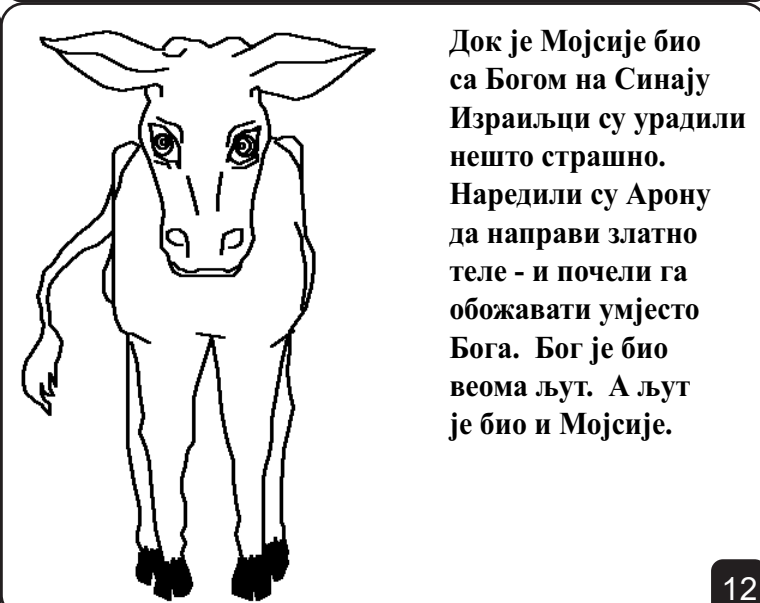 Док је Мојсије био
са Богом на Синају
Израиљци су урадили
нешто страшно.
Наредили су Арону
да направи златно
теле - и почели га
обожавати умјесто
Бога.  Бог је био
веома љут.  А љут
је био и Мојсије.
12